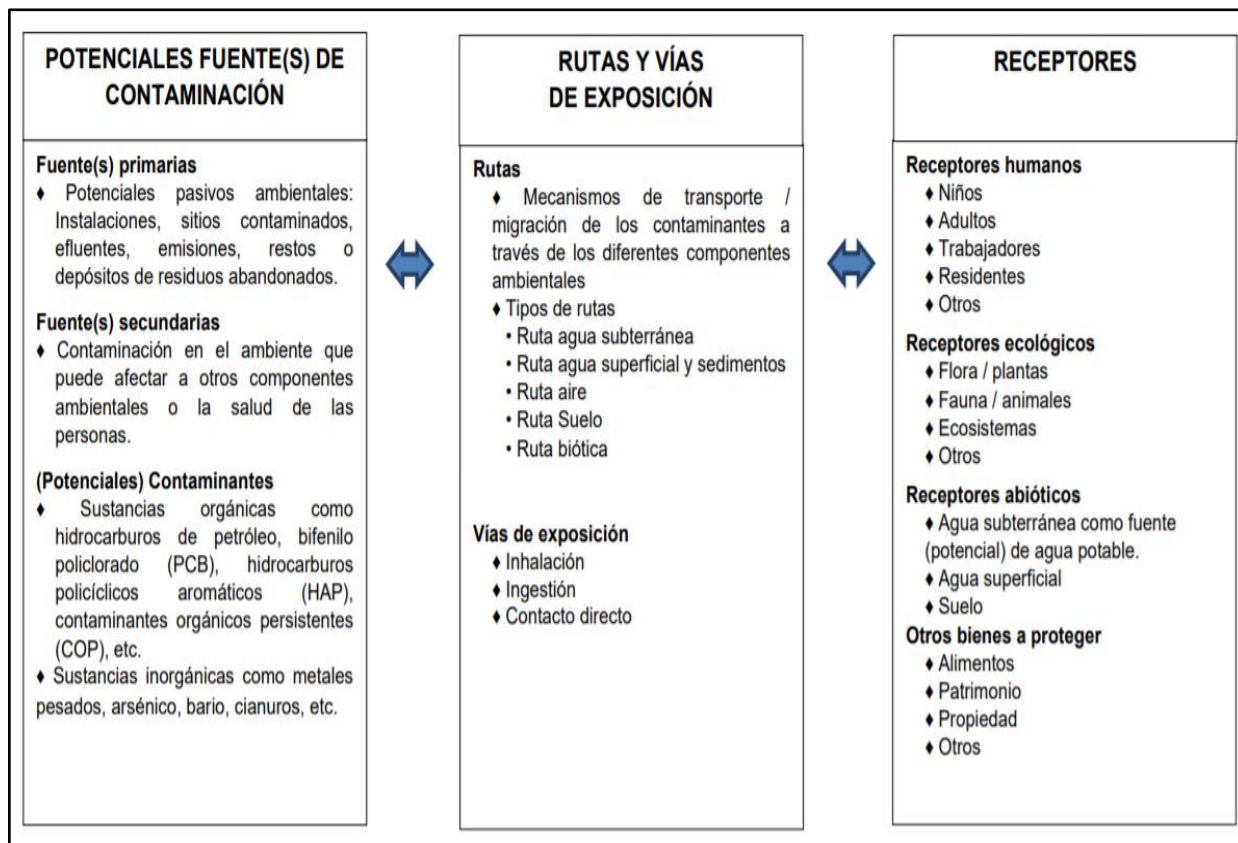 POTENCIALES FUENTE(S) DE
CONTAMINACIÓN
Fuente(s) primarias
♦ Potenciales pasivos ambientales:
Instalaciones, sitios contaminados,
efluentes, emisiones, restos o
depósitos de residuos abandonados.
Fuente(s) secundarias
♦ Contaminación en el ambiente que
puede afectar a otros componentes
ambientales o la salud de las
personas.
(Potenciales) Contaminantes
♦ Sustancias orgánicas como
hidrocarburos de petróleo, bifenilo
policlorado (PCB), hidrocarburos
policíclicos aromáticos (HAP),
contaminantes orgánicos persistentes
(COP), etc.
♦ Sustancias inorgánicas como metales
pesados, arsénico, bario, cianuros, etc.
RUTAS Y VÍAS
DE EXPOSICIÓN
Rutas
♦ Mecanismos de transporte /
migración de los contaminantes a
través de los diferentes componentes
ambientales
♦ Tipos de rutas
• Ruta agua subterránea
• Ruta agua superficial y sedimentos
• Ruta aire
• Ruta Suelo
• Ruta biótica
Vías de exposición
♦ Inhalación
♦ Ingestión
♦ Contacto directo
RECEPTORES
Receptores humanos
♦ Niños
♦ Adultos
♦ Trabajadores
♦ Residentes
♦ Otros
Receptores ecológicos
♦ Flora / plantas
♦ Fauna / animales
♦ Ecosistemas
♦ Otros
Receptores abióticos
♦ Agua subterránea como fuente
(potencial) de agua potable.
♦ Agua superficial
♦ Suelo
Otros bienes a proteger
♦ Alimentos
♦ Patrimonio
♦ Propiedad
♦ Otros